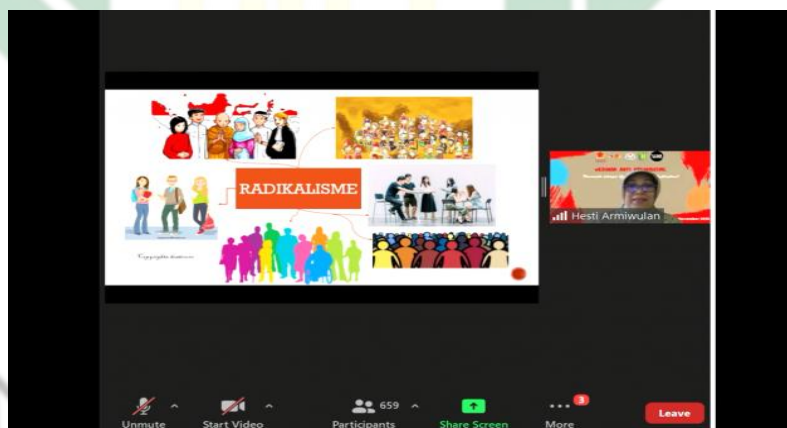 RADIKALISME
Hesti Armiwulan
659
3
Unmute
Start Video
Participants
Share Screen
More
Leave